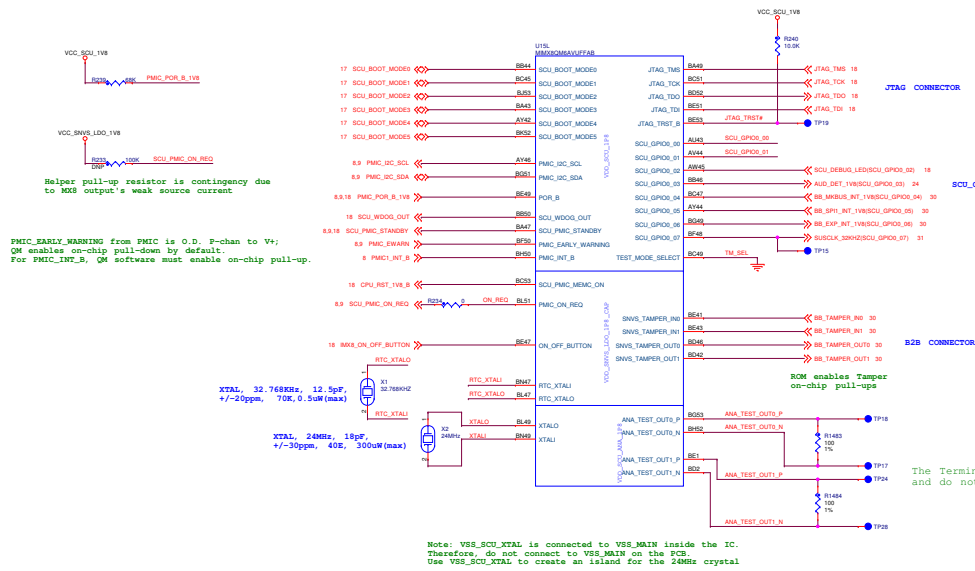 VCC_SCU_1V8
R239 68K PMIC_POR_B_1V8
VCC_SNVS_LDO_1V8
R233 100K SCU_PMIC_ON_REQ
DNP
Helper pull-up resistor is contingency due
to MX8 output's weak source current
PMIC_EARLY_WARNING from PMIC is O.D. P-chan to V+;
QM enables on-chip pull-down by default.
For PMIC_INT_B, QM software must enable on-chip pull-up.
U15L
MIMX8QM6AVUFFAB
17 SCU_BOOT_MODE0 BB44 SCU_BOOT_MODE0
17 SCU_BOOT_MODE1 BC45 SCU_BOOT_MODE1
17 SCU_BOOT_MODE2 BJ53 SCU_BOOT_MODE2
17 SCU_BOOT_MODE3 BA43 SCU_BOOT_MODE3
17 SCU_BOOT_MODE4 AY42 SCU_BOOT_MODE4
17 SCU_BOOT_MODE5 BK52 SCU_BOOT_MODE5
8,9 PMIC_I2C_SCL AY46 PMIC_I2C_SCL
8,9 PMIC_I2C_SDA BG51 PMIC_I2C_SDA
8,9,18 PMIC_POR_B_1V8 BE49 POR_B
18 SCU_WDOG_OUT BB50 SCU_WDOG_OUT
8,9,18 SCU_PMIC_STANDBY BA47 SCU_PMIC_STANDBY
8,9 PMIC_EWARN BF50 PMIC_EARLY_WARNING
8 PMIC1_INT_B BH50 PMIC_INT_B
18 CPU_RST_1V8_B BC53 SCU_PMIC_MEMC_ON
8,9 SCU_PMIC_ON_REQ R234 0 ON_REQ BL51 PMIC_ON_REQ
18 IMX8_ON_OFF_BUTTON BE47 ON_OFF_BUTTON
RTC_XTALO
1
X1
32.768KHZ
2
RTC_XTALI
XTAL, 32.768KHz, 12.5pF,
+/-20ppm, 70K,0.5uW(max)
RTC_XTALI BN47 RTC_XTALI
RTC_XTALO BL47 RTC_XTALO
1
X2
24MHz
2
XTALO BL49 XTALO
XTALI BN49 XTALI
XTAL, 24MHz, 18pF,
+/-30ppm, 40E, 300uW(max)
VDD_SCU_1P8
VDD_SNVS_LDO_1P8_CAP
VDD_SCU_ANA_1P8
VCC_SCU_1V8
R240
10.0K
JTAG_TMS BA49 JTAG_TMS 18
JTAG_TCK BC51 JTAG_TCK 18
JTAG_TDO BD52 JTAG_TDO 18
JTAG_TDI BE51 JTAG_TDI 18
JTAG_TRST_B BE53 JTAG_TRST# TP19
JTAG CONNECTOR
SCU_GPIO0_00 AU43 SCU_GPIO0_00
SCU_GPIO0_01 AV44 SCU_GPIO0_01
SCU_GPIO0_02 AW45 SCU_DEBUG_LED(SCU_GPIO0_02) 18
SCU_GPIO0_03 BB46 AUD_DET_1V8(SCU_GPIO0_03) 24
SCU_GPIO0_04 BC47 BB_MKBUS_INT_1V8(SCU_GPIO0_04) 30
SCU_GPIO0_05 AY44 BB_SPI1_INT_1V8(SCU_GPIO0_05) 30
SCU_GPIO0_06 BG49 BB_EXP_INT_1V8(SCU_GPIO0_06) 30
SCU_GPIO0_07 BF48 SUSCLK_32KHZ(SCU_GPIO0_07) 31
TP15
TEST_MODE_SELECT BC49 TM_SEL
SNVS_TAMPER_IN0 BE41 BB_TAMPER_IN0 30
SNVS_TAMPER_IN1 BE43 BB_TAMPER_IN1 30
SNVS_TAMPER_OUT0 BD46 BB_TAMPER_OUT0 30
SNVS_TAMPER_OUT1 BD42 BB_TAMPER_OUT1 30
B2B CONNECTOR
ROM enables Tamper
on-chip pull-ups
ANA_TEST_OUT0_P BG53 ANA_TEST_OUT0_P TP18
ANA_TEST_OUT0_N BH52 ANA_TEST_OUT0_N
R1483
100
1%
TP17
ANA_TEST_OUT1_P BE1 ANA_TEST_OUT1_P TP24
ANA_TEST_OUT1_N BD2
R1484
100
1%
ANA_TEST_OUT1_N TP28
The Termin
and do not
Note: VSS_SCU_XTAL is connected to VSS_MAIN inside the IC.
Therefore, do not connect to VSS_MAIN on the PCB.
Use VSS_SCU_XTAL to create an island for the 24MHz crystal